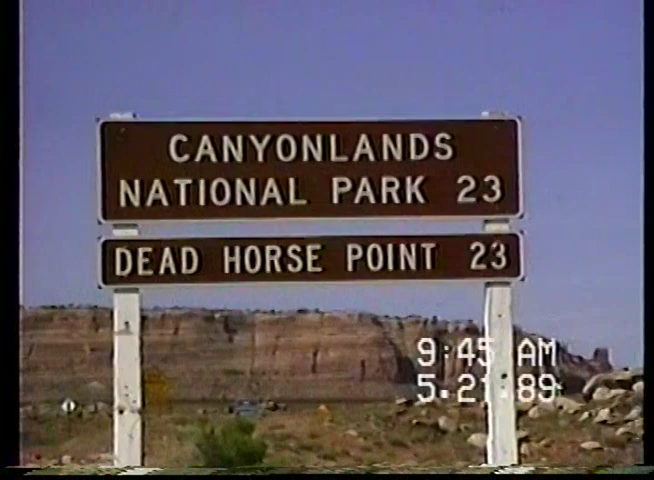 CANYONLANDS
NATIONAL PARK 23
DEAD HORSE POINT 23
9:45 AM
5.21.89